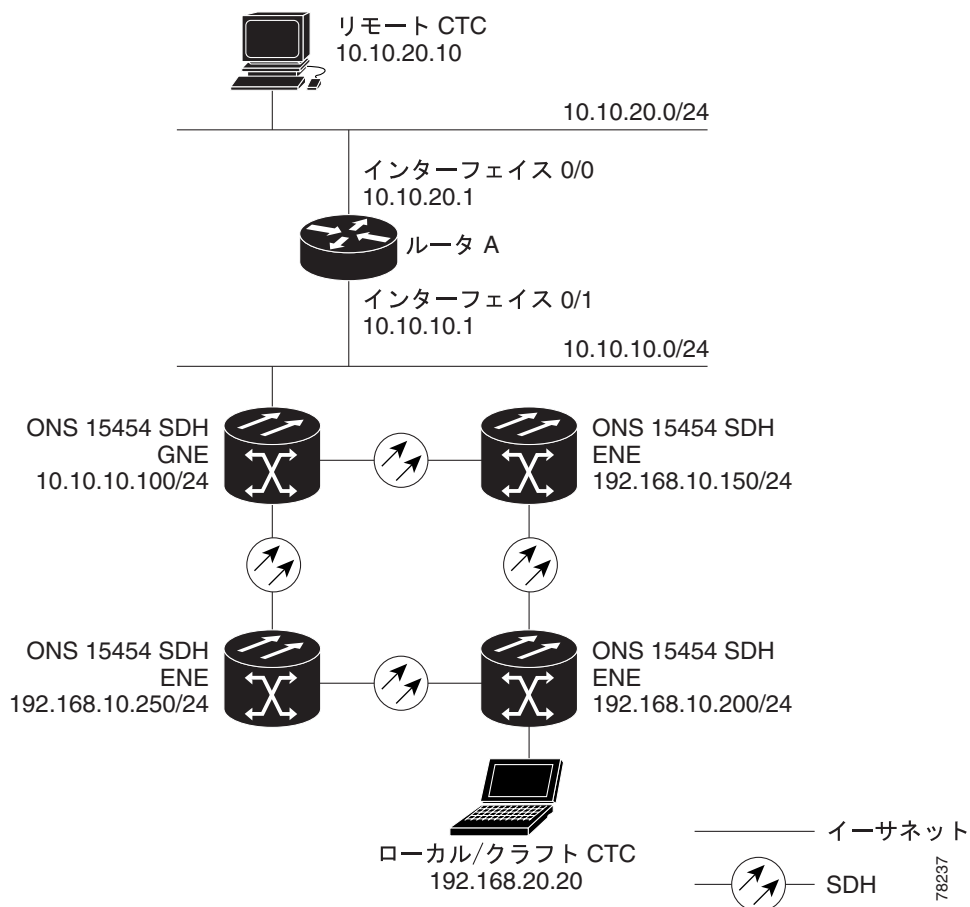 リモート CTC
10.10.20.10
10.10.20.0/24
インターフェイス 0/0
10.10.20.1
ルータ A
インターフェイス 0/1
10.10.10.1
10.10.10.0/24
ONS 15454 SDH
GNE
10.10.10.100/24
ONS 15454 SDH
ENE
192.168.10.150/24
ONS 15454 SDH
ENE
192.168.10.250/24
ONS 15454 SDH
ENE
192.168.10.200/24
ローカル/クラフト CTC
192.168.20.20
イーサネット
SDH
78237